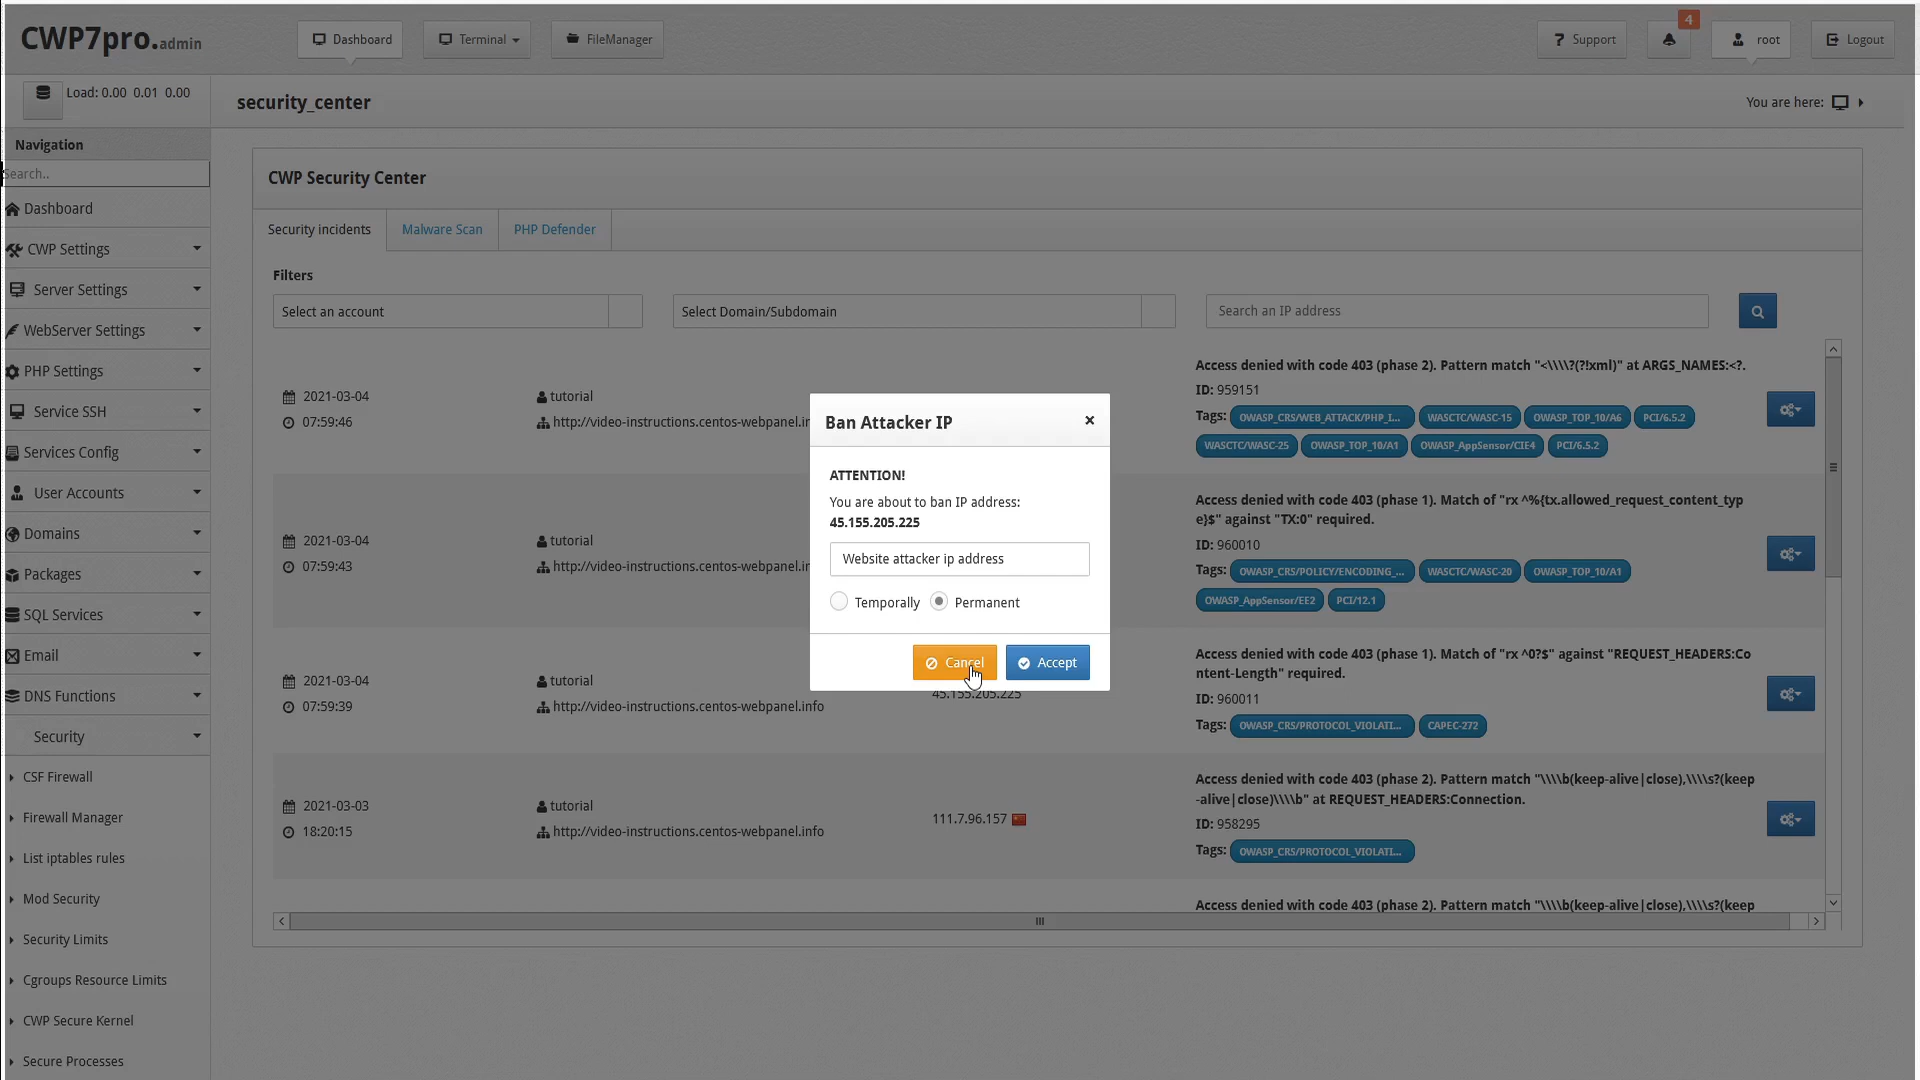 CWP7pro.admin
Dashboard
Terminal
FileManager
Support
4
root
Logout
Load: 0.00 0.01 0.00
security_center
You are here:
Navigation
Search..
Dashboard
CWP Settings
Server Settings
WebServer Settings
PHP Settings
Service SSH
Services Config
User Accounts
Domains
Packages
SQL Services
Email
DNS Functions
Security
CSF Firewall
Firewall Manager
List iptables rules
Mod Security
Security Limits
Cgroups Resource Limits
CWP Secure Kernel
Secure Processes
CWP Security Center
Security incidents
Malware Scan
PHP Defender
Filters
Select an account
Select Domain/Subdomain
Search an IP address
2021-03-04
07:59:46
tutorial
http://video-instructions.centos-webpanel.ir
Access denied with code 403 (phase 2). Pattern match "<\\\\?(?!xml)" at ARGS_NAMES:<?.
ID: 959151
Tags: OWASP_CRS/WEB_ATTACK/PHP_I... WASCTC/WASC-15 OWASP_TOP_10/A6 PCI/6.5.2
WASCTC/WASC-25 OWASP_TOP_10/A1 OWASP_AppSensor/CIE4 PCI/6.5.2
2021-03-04
07:59:43
tutorial
http://video-instructions.centos-webpanel.ir
Access denied with code 403 (phase 1). Match of "rx ^%{tx.allowed_request_content_typ
e}$" against "TX:0" required.
ID: 960010
Tags: OWASP_CRS/POLICY/ENCODING_... WASCTC/WASC-20 OWASP_TOP_10/A1
OWASP_AppSensor/EE2 PCI/12.1
2021-03-04
07:59:39
tutorial
http://video-instructions.centos-webpanel.info
45.155.205.225
Access denied with code 403 (phase 1). Match of "rx ^0?$" against "REQUEST_HEADERS:Co
ntent-Length" required.
ID: 960011
Tags: OWASP_CRS/PROTOCOL_VIOLATI... CAPEC-272
2021-03-03
18:20:15
tutorial
http://video-instructions.centos-webpanel.info
111.7.96.157
Access denied with code 403 (phase 2). Pattern match "\\\\b(keep-alive|close),\\\\s?(keep
-alive|close)\\\\b" at REQUEST_HEADERS:Connection.
ID: 958295
Tags: OWASP_CRS/PROTOCOL_VIOLATI...
Access denied with code 403 (phase 2). Pattern match "\\\\b(keep-alive|close),\\\\s?(keep
Ban Attacker IP
ATTENTION!
You are about to ban IP address:
45.155.205.225
Website attacker ip address
Temporally
Permanent
Cancel
Accept